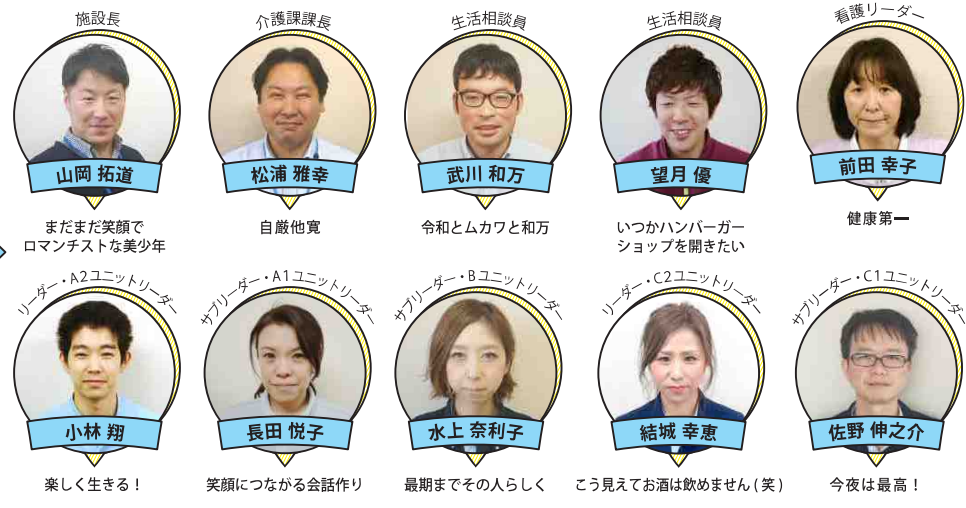 施設長
介護課課長
生活相談員
生活相談員
看護リーダー
山岡 拓道
松浦 雅幸
武川 和万
望月 優
前田 幸子
まだまだ笑顔で
ロマンチストな美少年
自厳他寛
令和とムカワと和万
いつかハンバーガー
ショップを開きたい
健康第一
リーダー・A2ユニットリーダー
サブリーダー・A1ユニットリーダー
サブリーダー・Bユニットリーダー
リーダー・C2ユニットリーダー
サブリーダー・C1ユニットリーダー
小林 翔
長田 悦子
水上 奈利子
結城 幸恵
佐野 伸之介
楽しく生きる！
笑顔につながる会話作り
最期までその人らしく
こう見えてお酒は飲めません(笑)
今夜は最高！